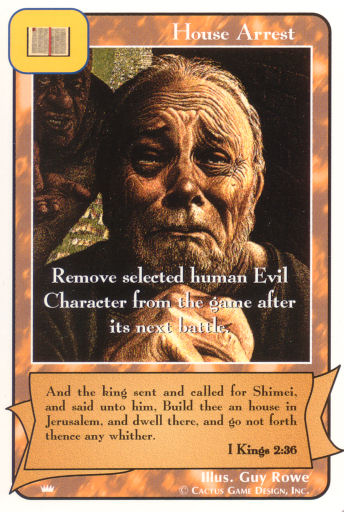 House Arrest
Remove selected human Evil
Character from the game after
its next battle.
And the king sent and called for Shimei,
and said unto him, Build thee an house in
Jerusalem, and dwell there, and go not forth
thence any whither.
I Kings 2:36
Illus. Guy Rowe
© Cactus Game Design, Inc.